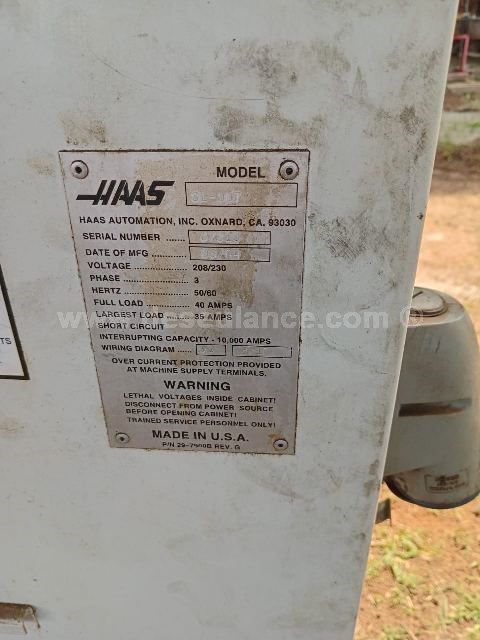 MODEL
HAAS
HAAS AUTOMATION, INC. OXNARD, CA. 93030
SERIAL NUMBER ........
DATE OF MFG ............
VOLTAGE ................... 208/230
PHASE ........................ 3
HERTZ ........................ 50/60
FULL LOAD ............... 40 AMPS
LARGEST LOAD ....... 35 AMPS
SHORT CIRCUIT
INTERRUPTING CAPACITY - 10,000 AMPS
WIRING DIAGRAM .......
OVER CURRENT PROTECTION PROVIDED
AT MACHINE SUPPLY TERMINALS.
WARNING
LETHAL VOLTAGES INSIDE CABINET!
DISCONNECT FROM POWER SOURCE
BEFORE OPENING CABINET!
TRAINED SERVICE PERSONNEL ONLY!
MADE IN U.S.A.
P/N 29-7500B REV. G